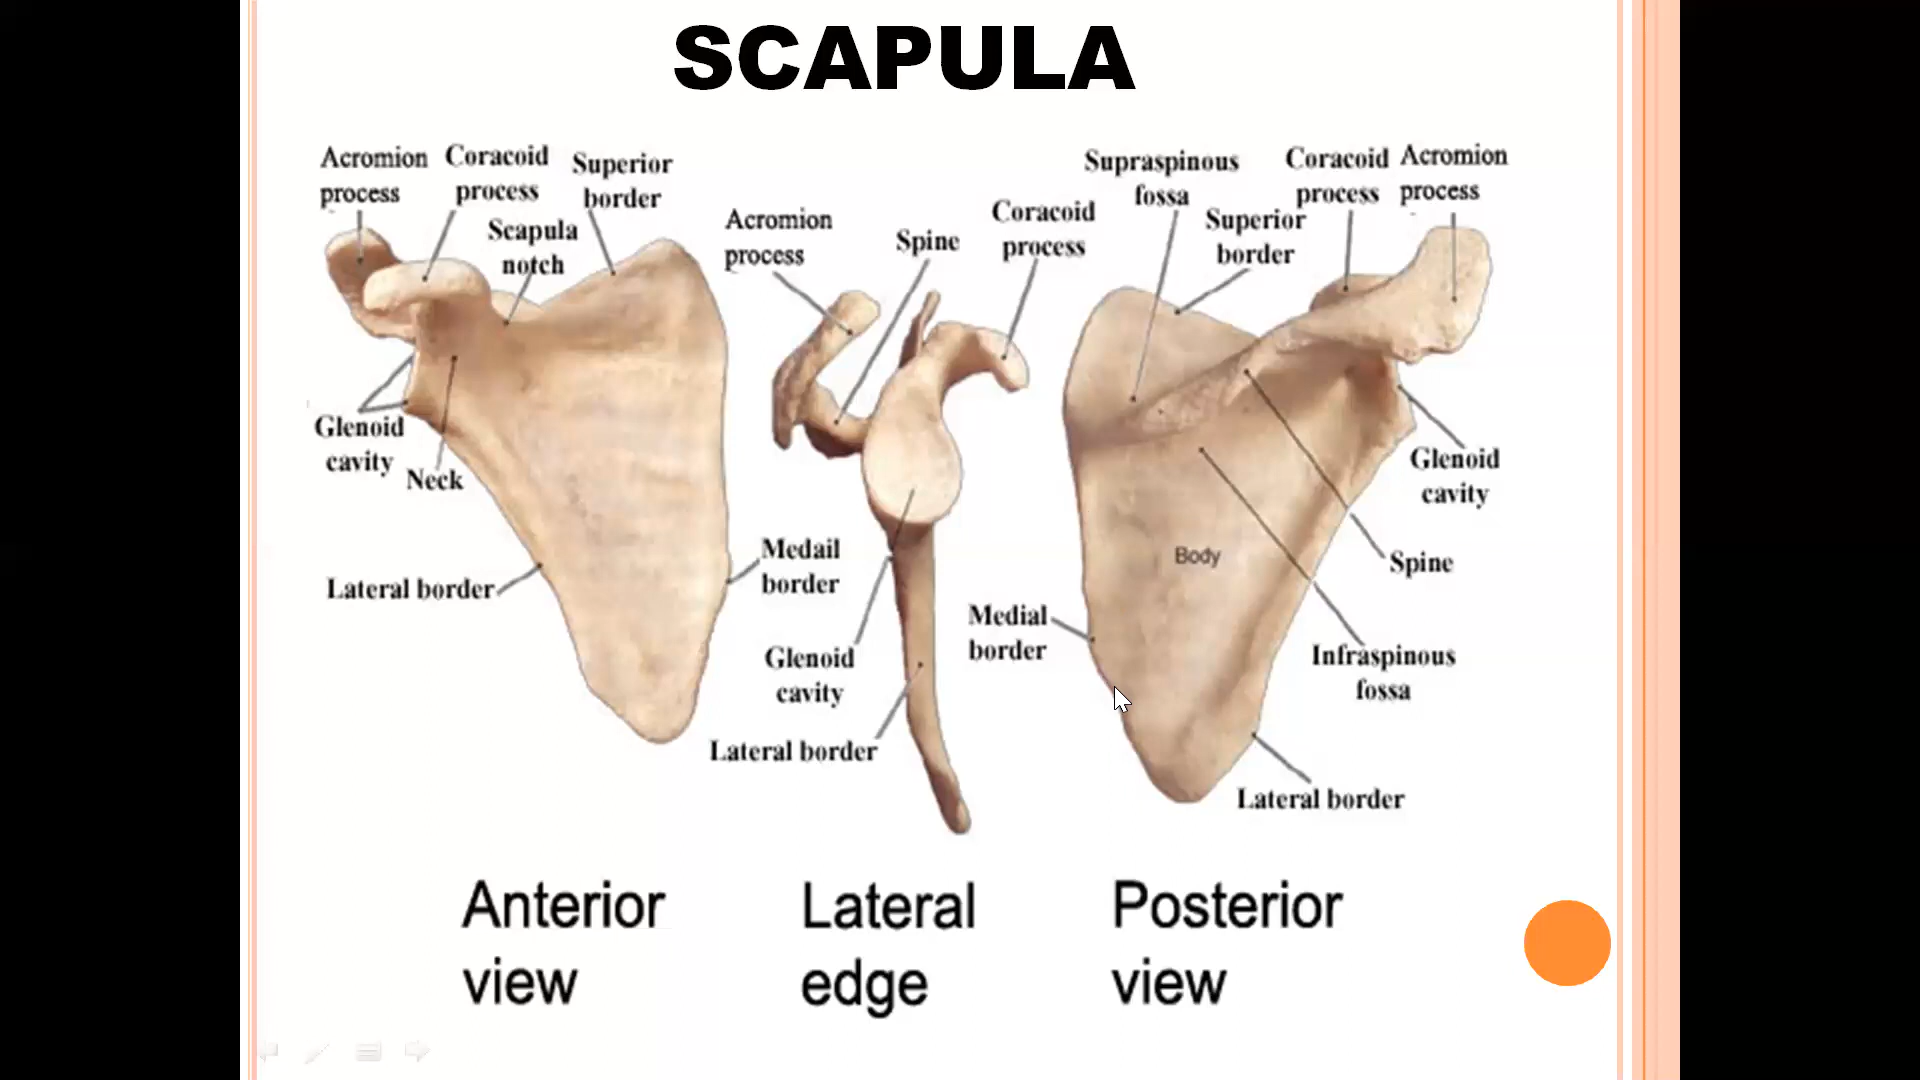 SCAPULA
Acromion
process
Coracoid
process
Superior
border
Scapula
notch
Glenoid
cavity
Neck
Lateral border
Medail
border
Acromion
process
Spine
Coracoid
process
Glenoid
cavity
Lateral border
Supraspinous
fossa
Superior
border
Coracoid
process
Acromion
process
Glenoid
cavity
Spine
Body
Medial
border
Infraspinous
fossa
Lateral border
Anterior
view
Lateral
edge
Posterior
view